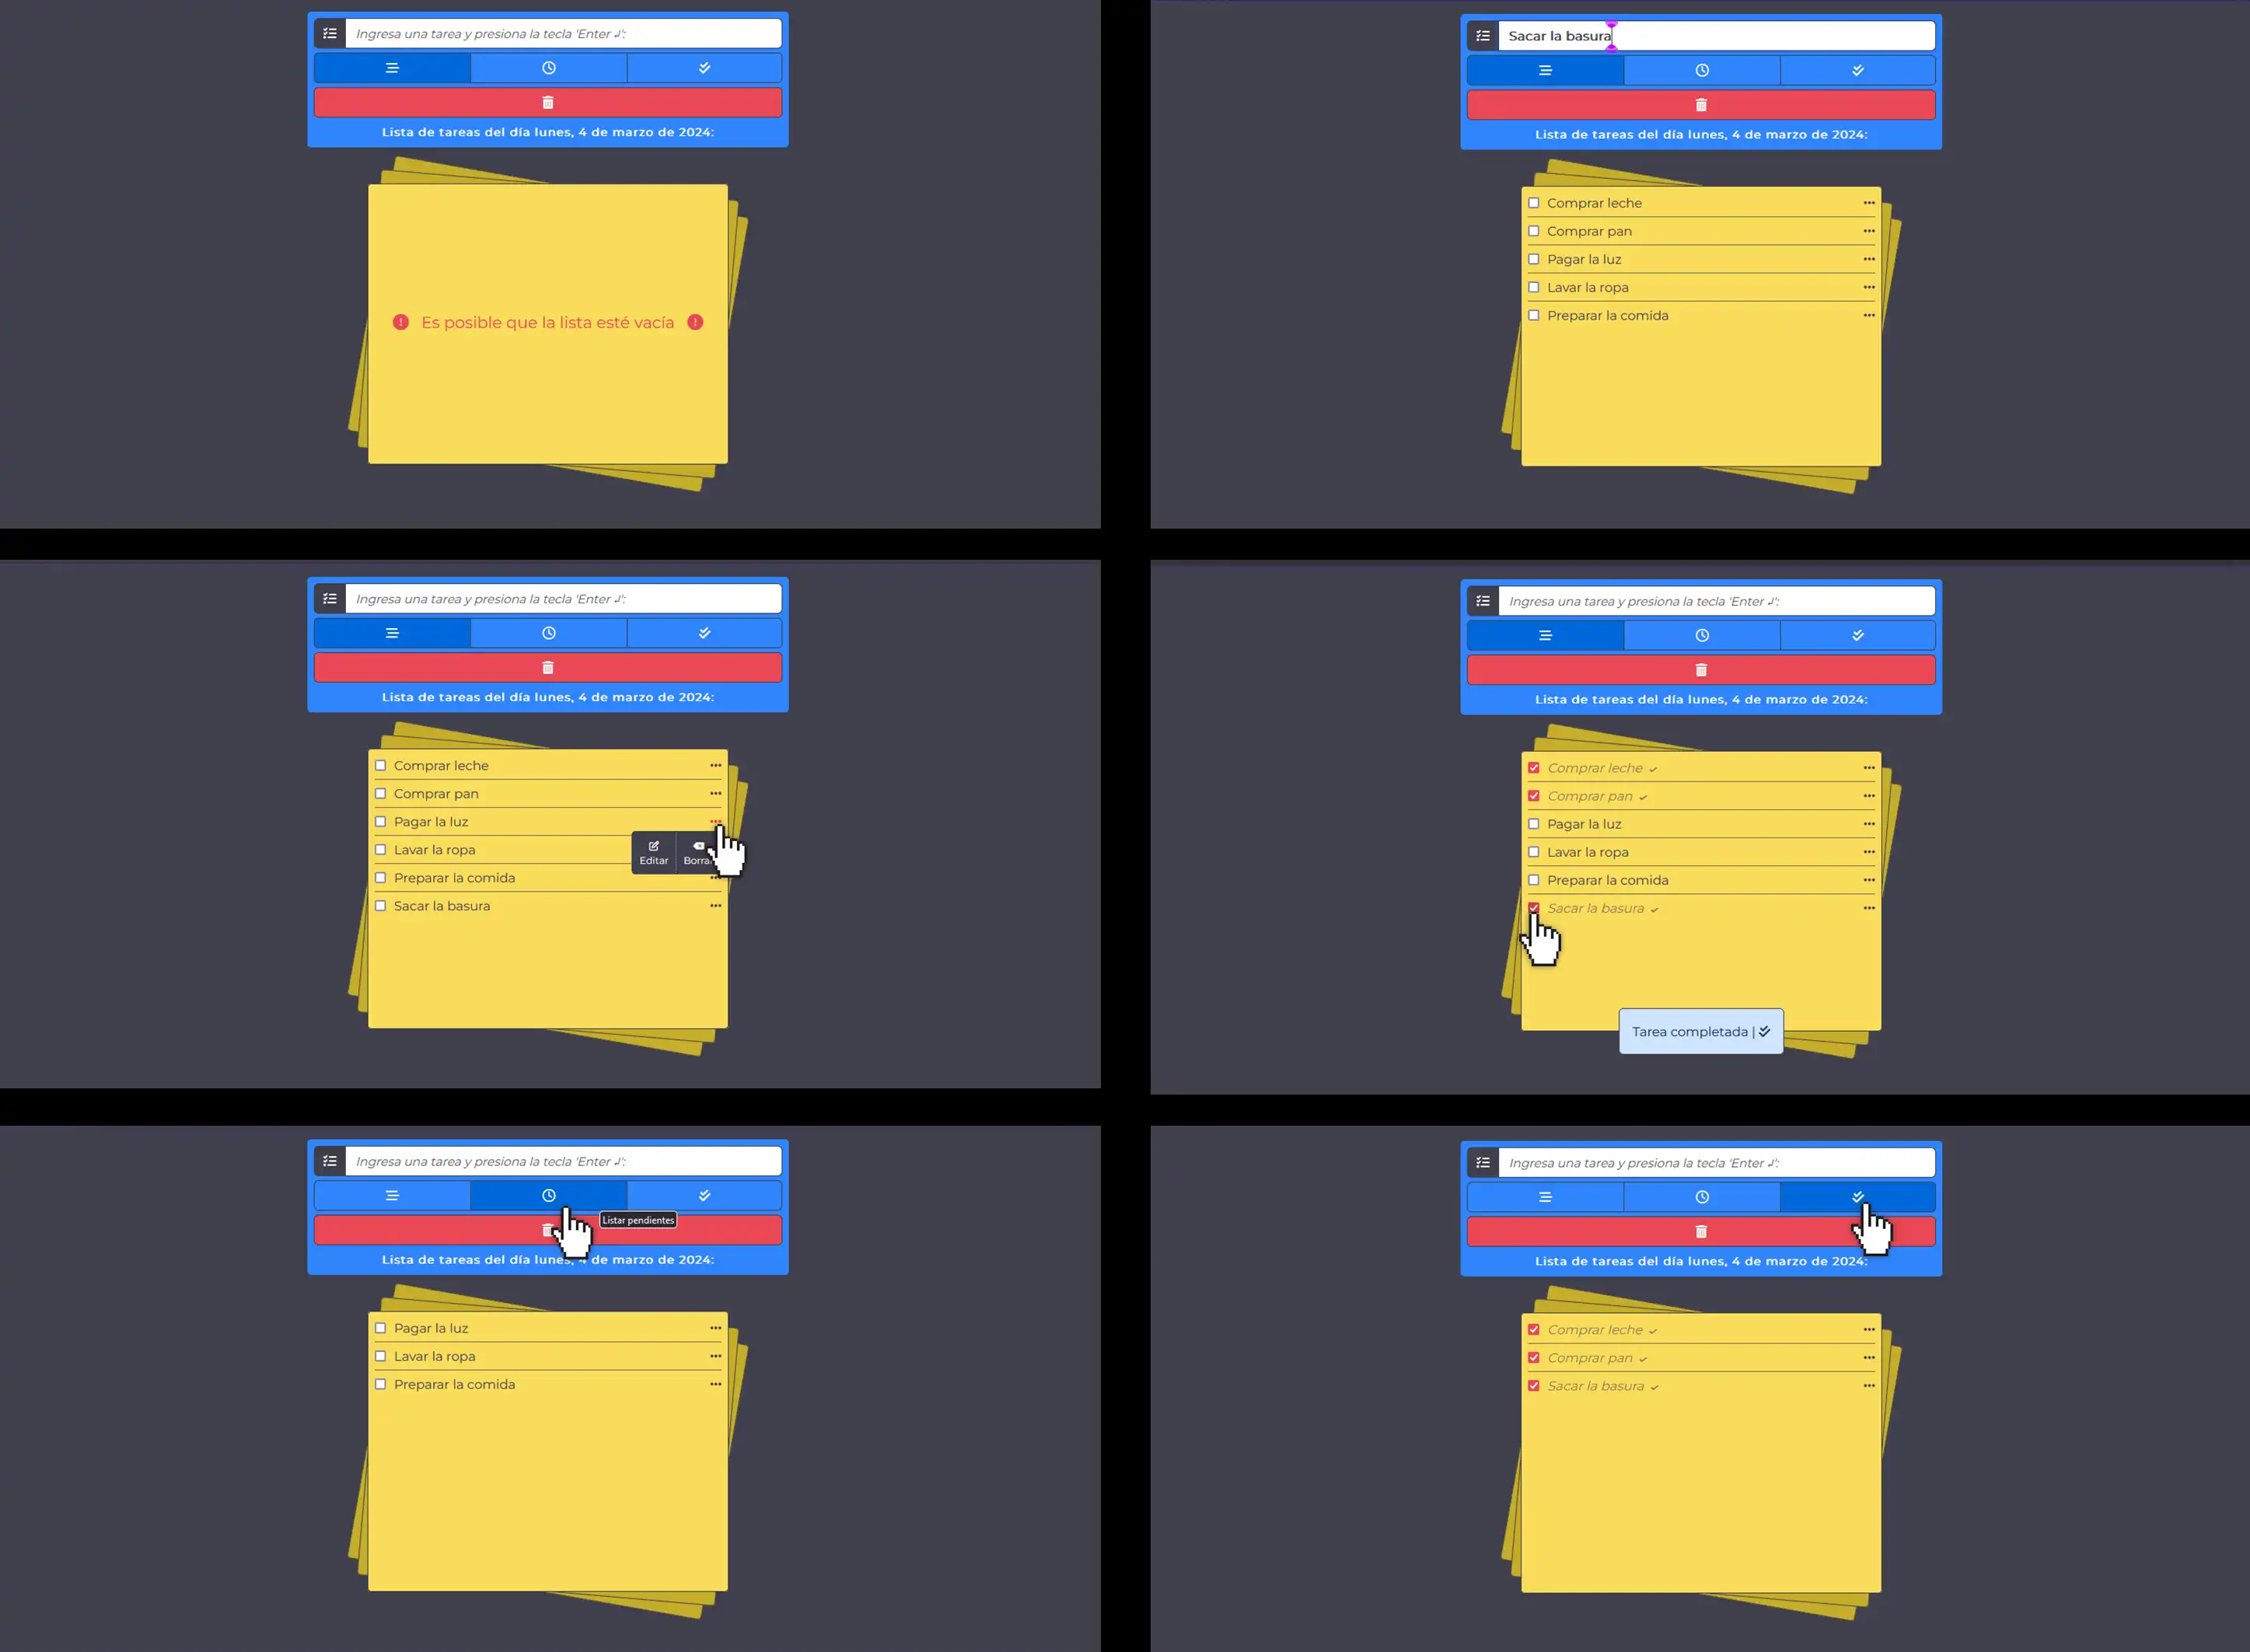 Ingresa una tarea y presiona la tecla 'Enter ↲':
Lista de tareas del día lunes, 4 de marzo de 2024:
Es posible que la lista esté vacía
Sacar la basura
Lista de tareas del día lunes, 4 de marzo de 2024:
Comprar leche
Comprar pan
Pagar la luz
Lavar la ropa
Preparar la comida
Ingresa una tarea y presiona la tecla 'Enter ↲':
Lista de tareas del día lunes, 4 de marzo de 2024:
Comprar leche
Comprar pan
Pagar la luz
Lavar la ropa
Editar
Preparar la comida
Sacar la basura
Ingresa una tarea y presiona la tecla 'Enter ↲':
Lista de tareas del día lunes, 4 de marzo de 2024:
Comprar leche
Comprar pan
Pagar la luz
Lavar la ropa
Preparar la comida
Sacar la basura
Tarea completada |
Ingresa una tarea y presiona la tecla 'Enter ↲':
Listar pendientes
Lista de tareas del día lunes, 4 de marzo de 2024:
Pagar la luz
Lavar la ropa
Preparar la comida
Ingresa una tarea y presiona la tecla 'Enter ↲':
Lista de tareas del día lunes, 4 de marzo de 2024:
Comprar leche
Comprar pan
Sacar la basura